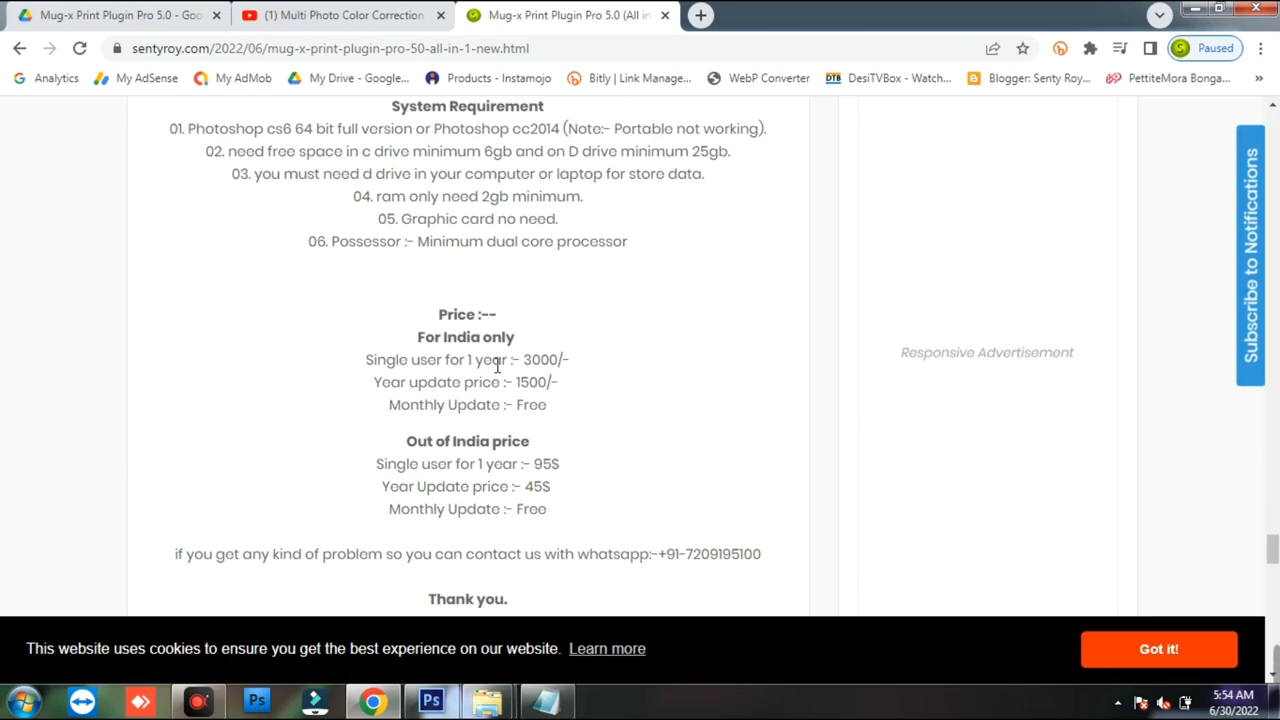 Mug-x Print Plugin Pro 5.0 - Goo
(1) Multi Photo Color Correction
Mug-x Print Plugin Pro 5.0 (All in
sentyroy.com/2022/06/mug-x-print-plugin-pro-50-all-in-1-new.html
Paused
Analytics
My AdSense
My AdMob
My Drive - Google...
Products - Instamojo
Bitly | Link Manage...
WebP Converter
DTB DesiTVBox - Watch...
Blogger: Senty Roy...
PettiteMora Bonga...
System Requirement
01. Photoshop cs6 64 bit full version or Photoshop cc2014 (Note:- Portable not working).
02. need free space in c drive minimum 6gb and on D drive minimum 25gb.
03. you must need d drive in your computer or laptop for store data.
04. ram only need 2gb minimum.
05. Graphic card no need.
06. Possessor :- Minimum dual core processor
Price :--
For India only
Single user for 1 year :- 3000/-
Year update price :- 1500/-
Monthly Update :- Free
Out of India price
Single user for 1 year :- 95$
Year Update price :- 45$
Monthly Update :- Free
if you get any kind of problem so you can contact us with whatsapp:-+91-7209195100
Thank you.
Responsive Advertisement
Subscribe to Notifications
This website uses cookies to ensure you get the best experience on our website. Learn more
Got it!
Ps
Ps
5:54 AM
6/30/2022